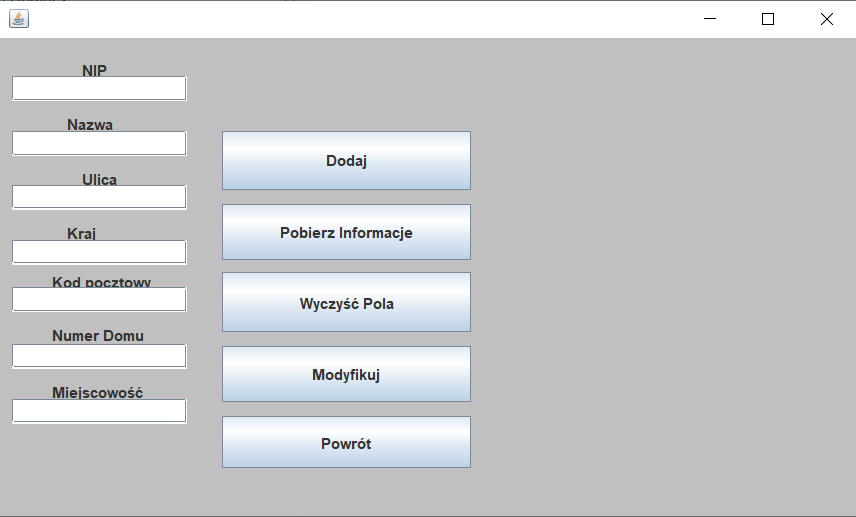 NIP
Nazwa
Ulica
Kraj
Kod pocztowy
Numer Domu
Miejscowość
Dodaj
Pobierz Informacje
Wyczyść Pola
Modyfikuj
Powrót